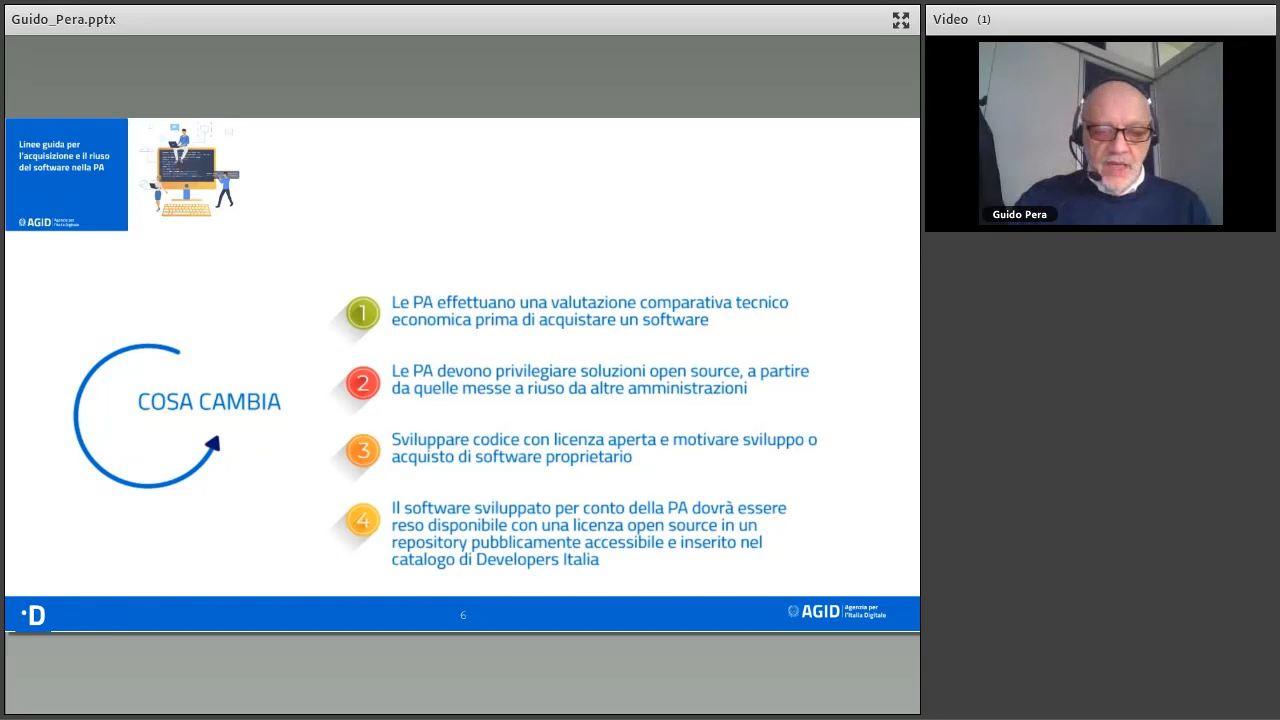 Guido_Pera.pptx
Video (1)
Linee guida per
l'acquisizione e il riuso
del software nella PA
AGID Agenzia per
l'Italia Digitale
Guido Pera
COSA CAMBIA
1
Le PA effettuano una valutazione comparativa tecnico
economica prima di acquistare un software
2
Le PA devono privilegiare soluzioni open source, a partire
da quelle messe a riuso da altre amministrazioni
3
Sviluppare codice con licenza aperta e motivare sviluppo o
acquisto di software proprietario
4
Il software sviluppato per conto della PA dovrà essere
reso disponibile con una licenza open source in un
repository pubblicamente accessibile e inserito nel
catalogo di Developers Italia
D
6
AGID Agenzia per
l'Italia Digitale